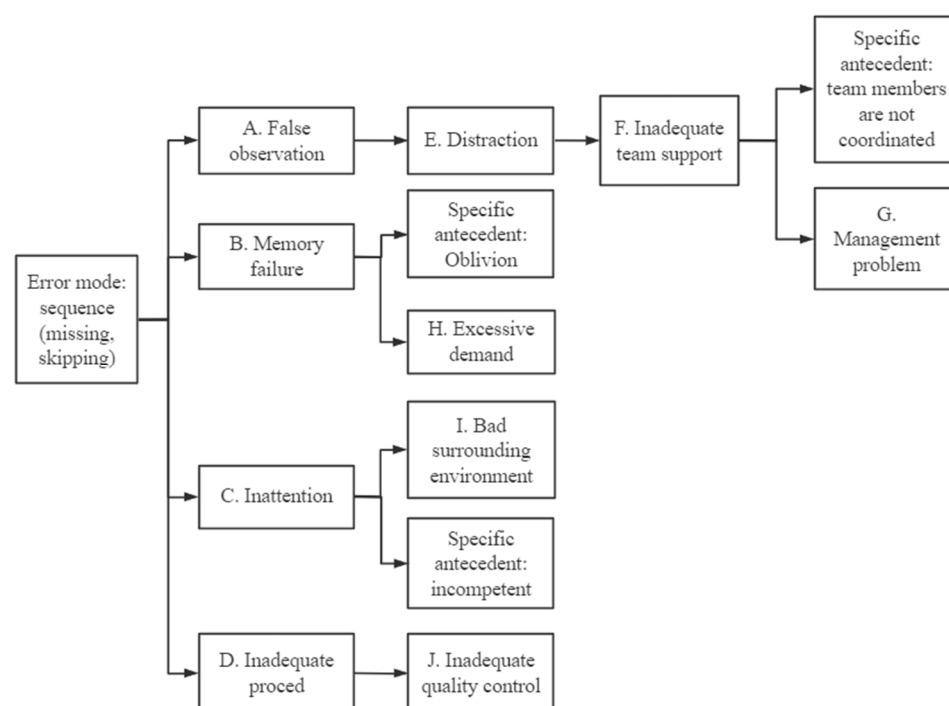 Error mode:
sequence
(missing,
skipping)
A. False
observation
E. Distraction
F. Inadequate
team support
Specific
antecedent:
team members
are not
coordinated
G.
Management
problem
B. Memory
failure
Specific
antecedent:
Oblivion
H. Excessive
demand
C. Inattention
I. Bad
surrounding
environment
Specific
antecedent:
incompetent
D. Inadequate
proced
J. Inadequate
quality control